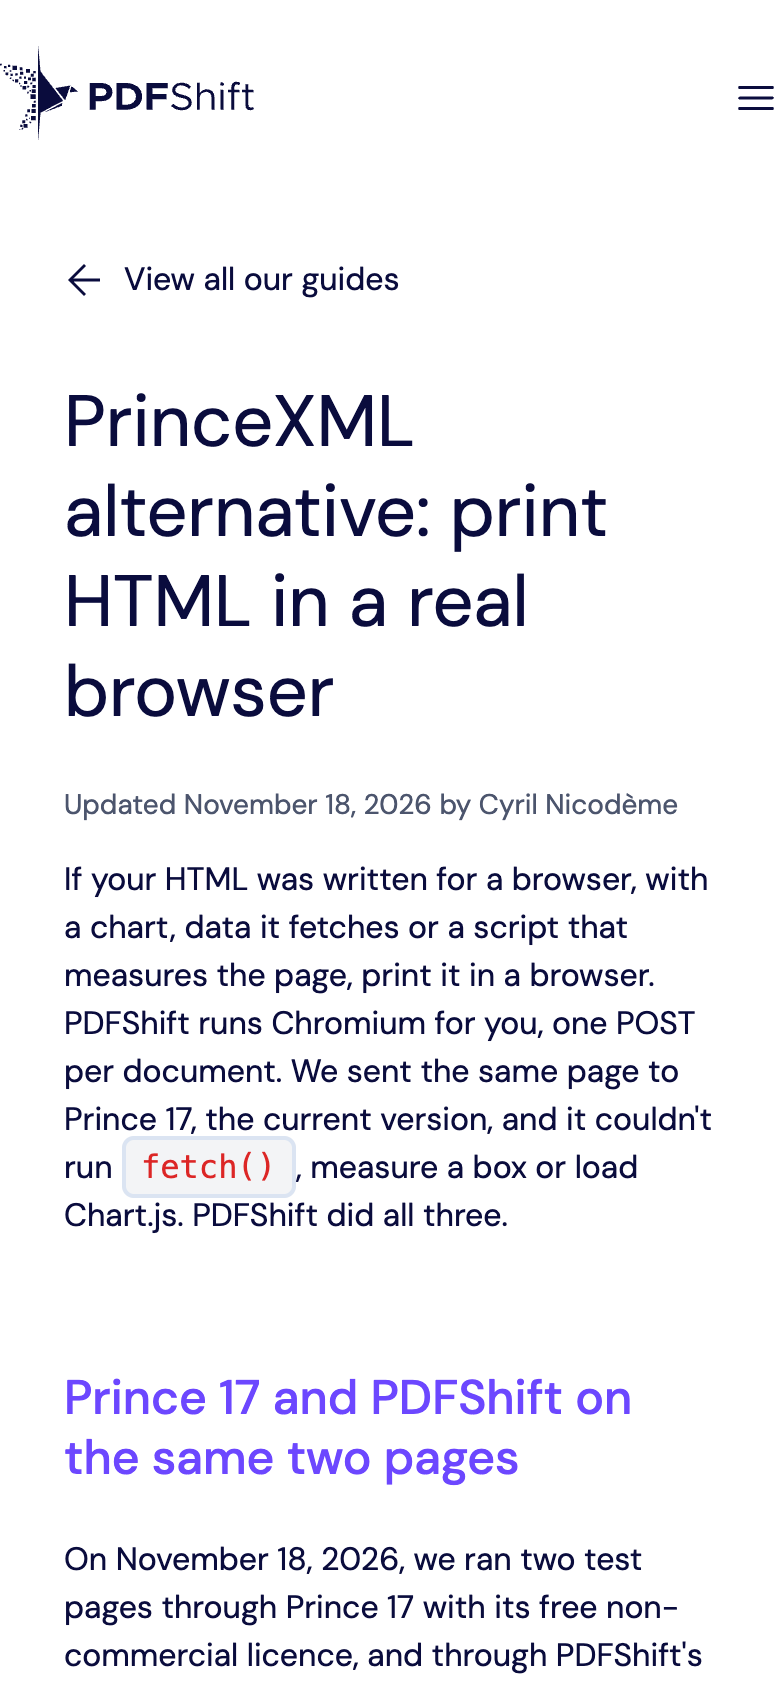 PDFShift
View all our guides
PrinceXML
alternative: print
HTML in a real
browser
Updated November 18, 2026 by Cyril Nicodème
If your HTML was written for a browser, with
a chart, data it fetches or a script that
measures the page, print it in a browser.
PDFShift runs Chromium for you, one POST
per document. We sent the same page to
Prince 17, the current version, and it couldn't
run fetch() , measure a box or load
Chart.js. PDFShift did all three.
Prince 17 and PDFShift on
the same two pages
On November 18, 2026, we ran two test
pages through Prince 17 with its free non-
commercial licence, and through PDFShift's